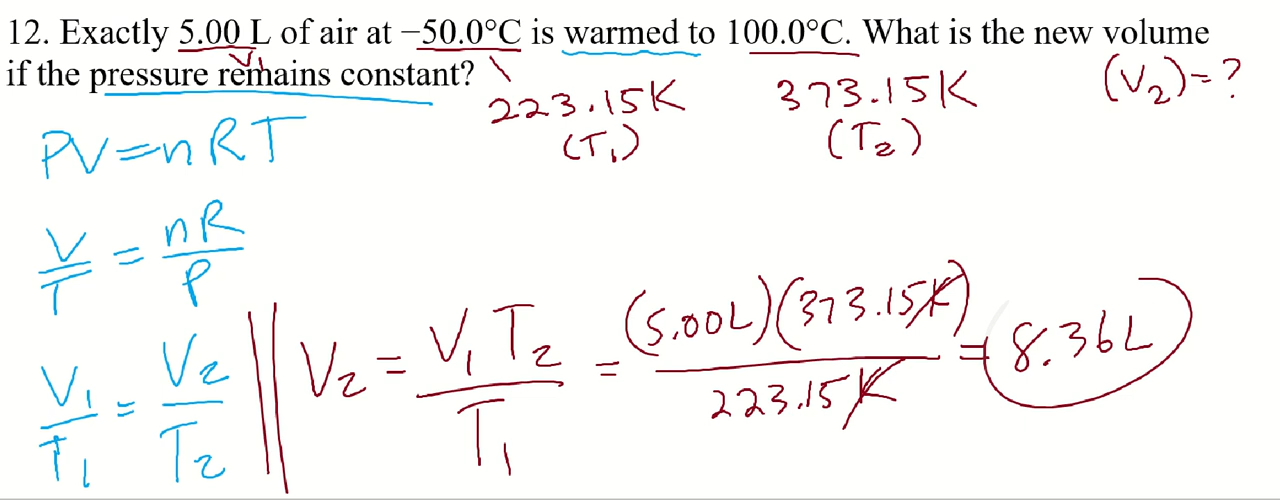 12. Exactly 5.00 L of air at −50.0°C is warmed to 100.0°C. What is the new volume
V₁
if the pressure remains constant?
223.15K 373.15K (V₂)=?
(T₁) (T₂)
PV=nRT
V/T = nR/P
V₁/T₁ = V₂/T₂
V₂ = V₁T₂/T₁ = (5.00L)(373.15K)/223.15K = 8.36L